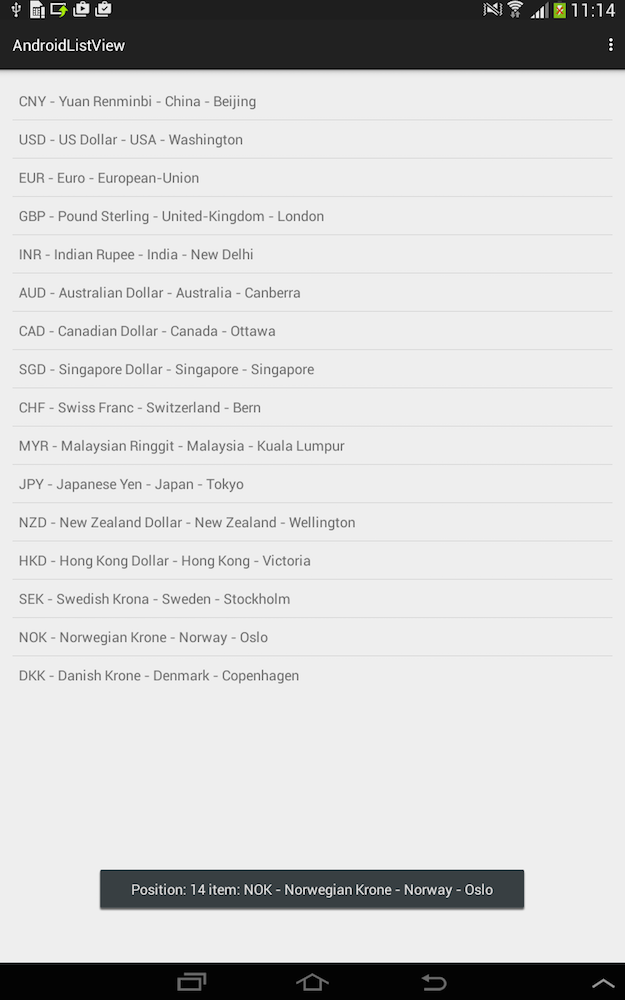 11:14
AndroidListView
CNY - Yuan Renminbi - China - Beijing
USD - US Dollar - USA - Washington
EUR - Euro - European-Union
GBP - Pound Sterling - United-Kingdom - London
INR - Indian Rupee - India - New Delhi
AUD - Australian Dollar - Australia - Canberra
CAD - Canadian Dollar - Canada - Ottawa
SGD - Singapore Dollar - Singapore - Singapore
CHF - Swiss Franc - Switzerland - Bern
MYR - Malaysian Ringgit - Malaysia - Kuala Lumpur
JPY - Japanese Yen - Japan - Tokyo
NZD - New Zealand Dollar - New Zealand - Wellington
HKD - Hong Kong Dollar - Hong Kong - Victoria
SEK - Swedish Krona - Sweden - Stockholm
NOK - Norwegian Krone - Norway - Oslo
DKK - Danish Krone - Denmark - Copenhagen
Position: 14 item: NOK - Norwegian Krone - Norway - Oslo